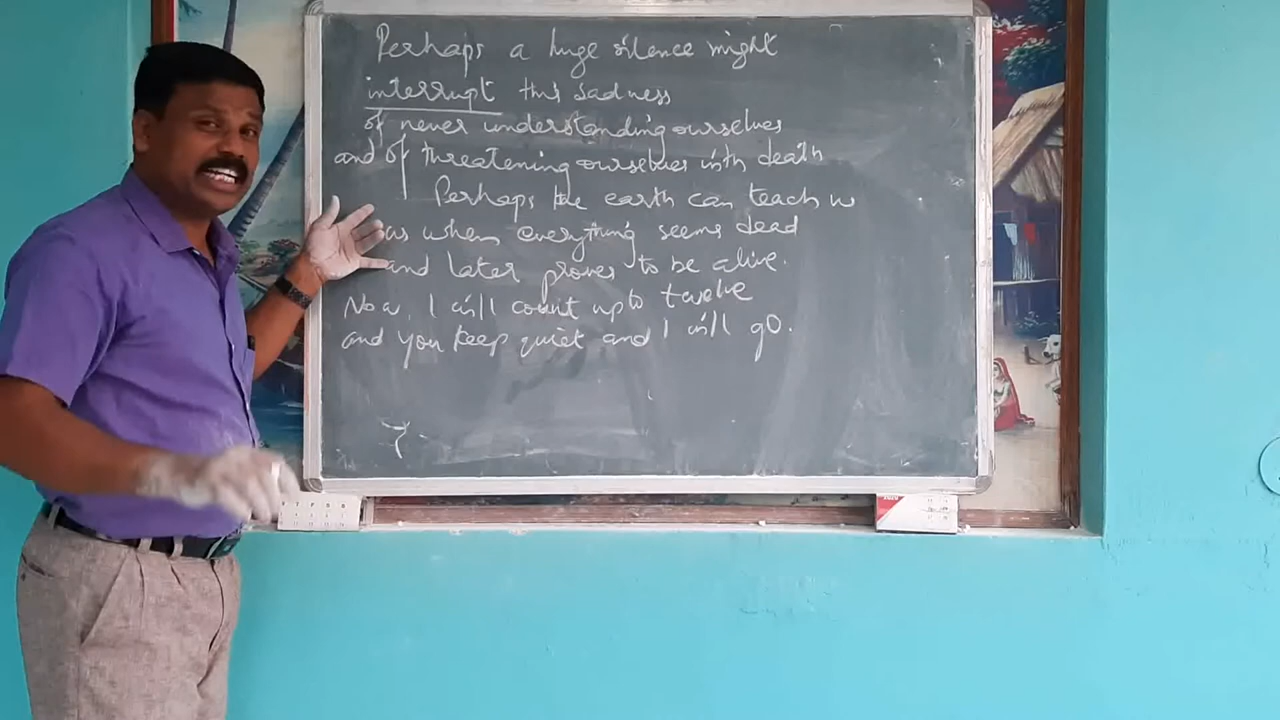 Perhaps a huge silence might
interrupt this sadness
of never understanding ourselves
and of threatening ourselves with death
Perhaps the earth can teach us
as when everything seems dead
and later proves to be alive.
Now, I will count up to twelve
and you keep quiet and I will go.